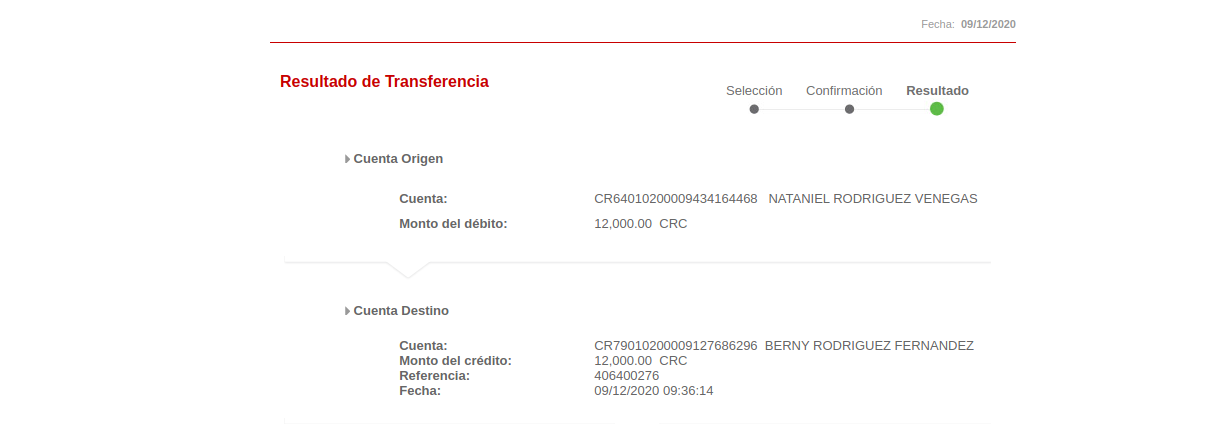 Fecha: 09/12/2020
Resultado de Transferencia
Selección Confirmación Resultado
Cuenta Origen
Cuenta: CR64010200009434164468 NATANIEL RODRIGUEZ VENEGAS
Monto del débito: 12,000.00 CRC
Cuenta Destino
Cuenta: CR79010200009127686296 BERNY RODRIGUEZ FERNANDEZ
Monto del crédito: 12,000.00 CRC
Referencia: 406400276
Fecha: 09/12/2020 09:36:14